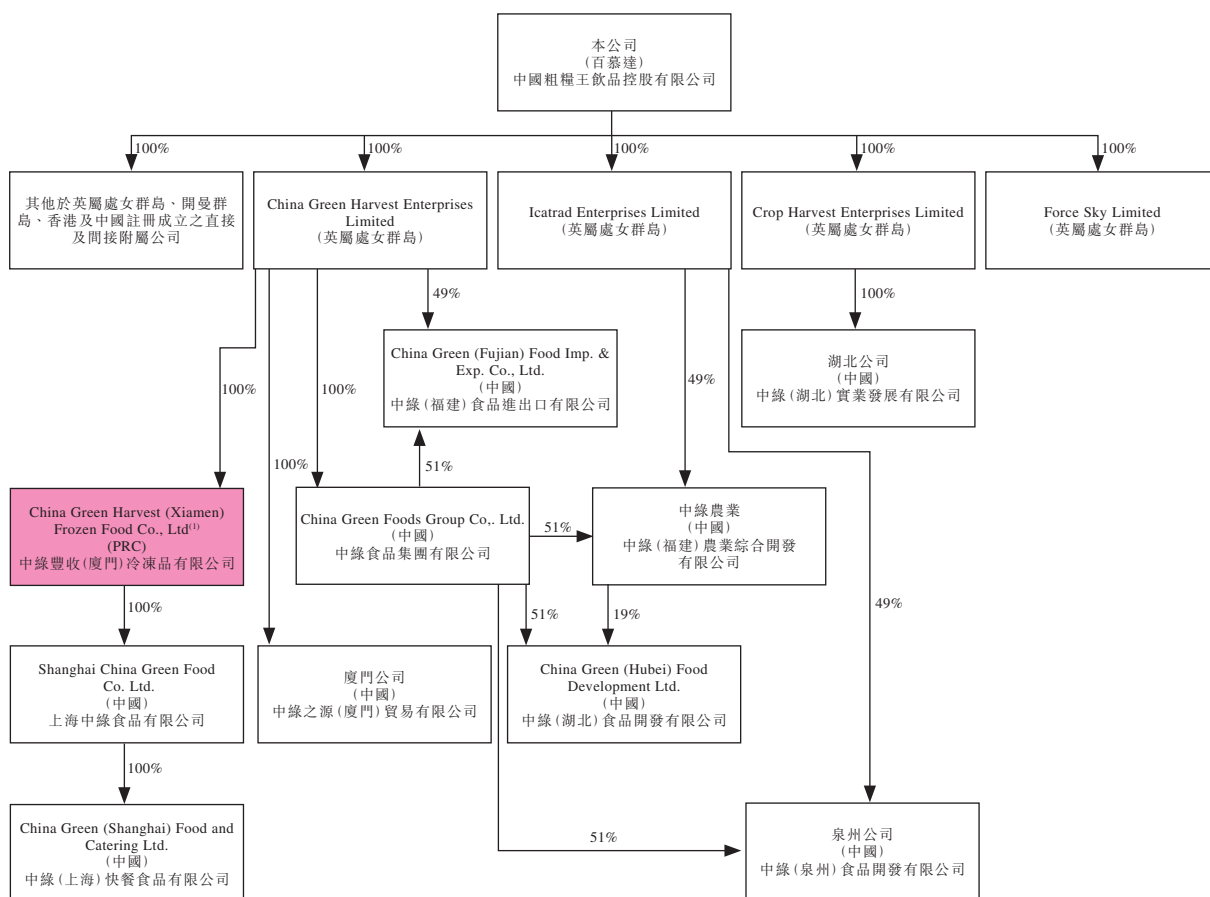 本公司
(百慕達)
中國粗糧王飲品控股有限公司
100%
100%
100%
100%
100%
其他於英屬處女群島、開曼群
島、香港及中國註冊成立之直接
及間接附屬公司
China Green Harvest Enterprises
Limited
(英屬處女群島)
Icatrad Enterprises Limited
(英屬處女群島)
Crop Harvest Enterprises Limited
(英屬處女群島)
Force Sky Limited
(英屬處女群島)
49%
100%
China Green (Fujian) Food Imp. &
Exp. Co., Ltd.
(中國)
中綠(福建)食品進出口有限公司
湖北公司
(中國)
中綠(湖北)實業發展有限公司
100%
100%
49%
100%
51%
China Green Harvest (Xiamen)
Frozen Food Co., Ltd(1)
(PRC)
中綠豐收(廈門)冷凍品有限公司
China Green Foods Group Co,. Ltd.
(中國)
中綠食品集團有限公司
51%
中綠農業
(中國)
中綠(福建)農業綜合開發
有限公司
100%
51%
19%
49%
Shanghai China Green Food
Co. Ltd.
(中國)
上海中綠食品有限公司
廈門公司
(中國)
中綠之源(廈門)貿易有限公司
China Green (Hubei) Food
Development Ltd.
(中國)
中綠(湖北)食品開發有限公司
100%
China Green (Shanghai) Food and
Catering Ltd.
(中國)
中綠(上海)快餐食品有限公司
51%
泉州公司
(中國)
中綠(泉州)食品開發有限公司